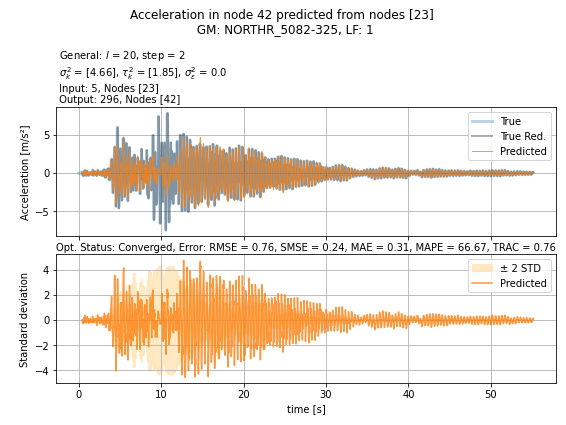 Acceleration in node 42 predicted from nodes [23]
GM: NORTHR_5082-325, LF: 1
General: l = 20, step = 2
σ²ₖ = [4.66], τ²ₖ = [1.85], σ²ε = 0.0
Input: 5, Nodes [23]
Output: 296, Nodes [42]
Acceleration [m/s²]
5
0
−5
True
True Red.
Predicted
Opt. Status: Converged, Error: RMSE = 0.76, SMSE = 0.24, MAE = 0.31, MAPE = 66.67, TRAC = 0.76
Standard deviation
4
2
0
−2
−4
± 2 STD
Predicted
0 10 20 30 40 50
time [s]